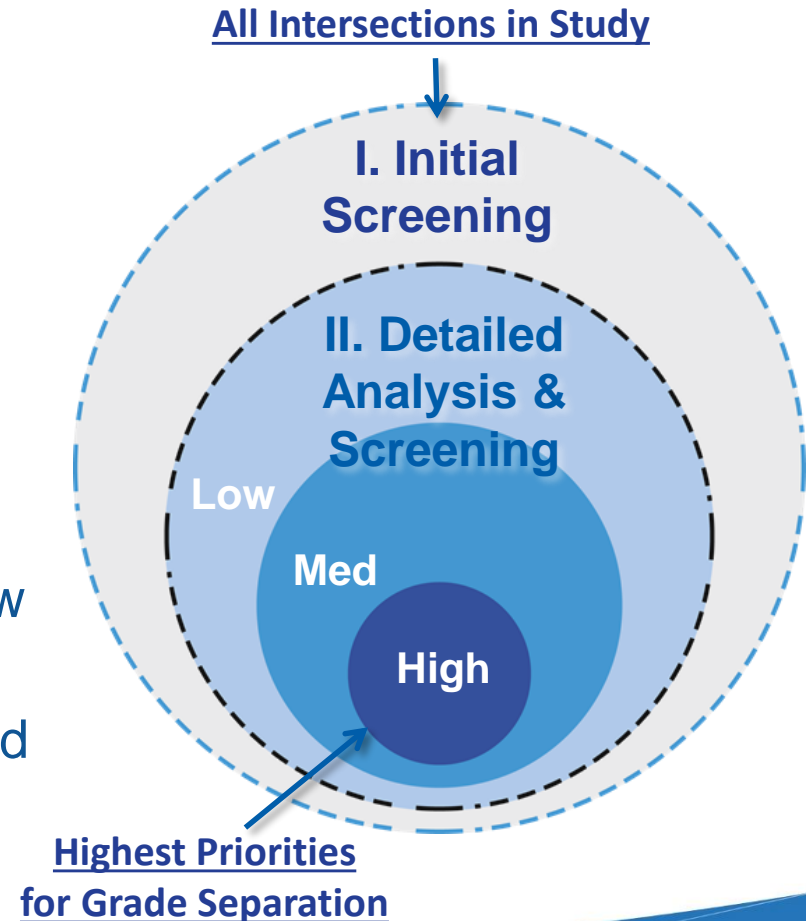 All Intersections in Study
I. Initial
Screening
II. Detailed
Analysis &
Screening
Low
Med
High
Highest Priorities
for Grade Separation